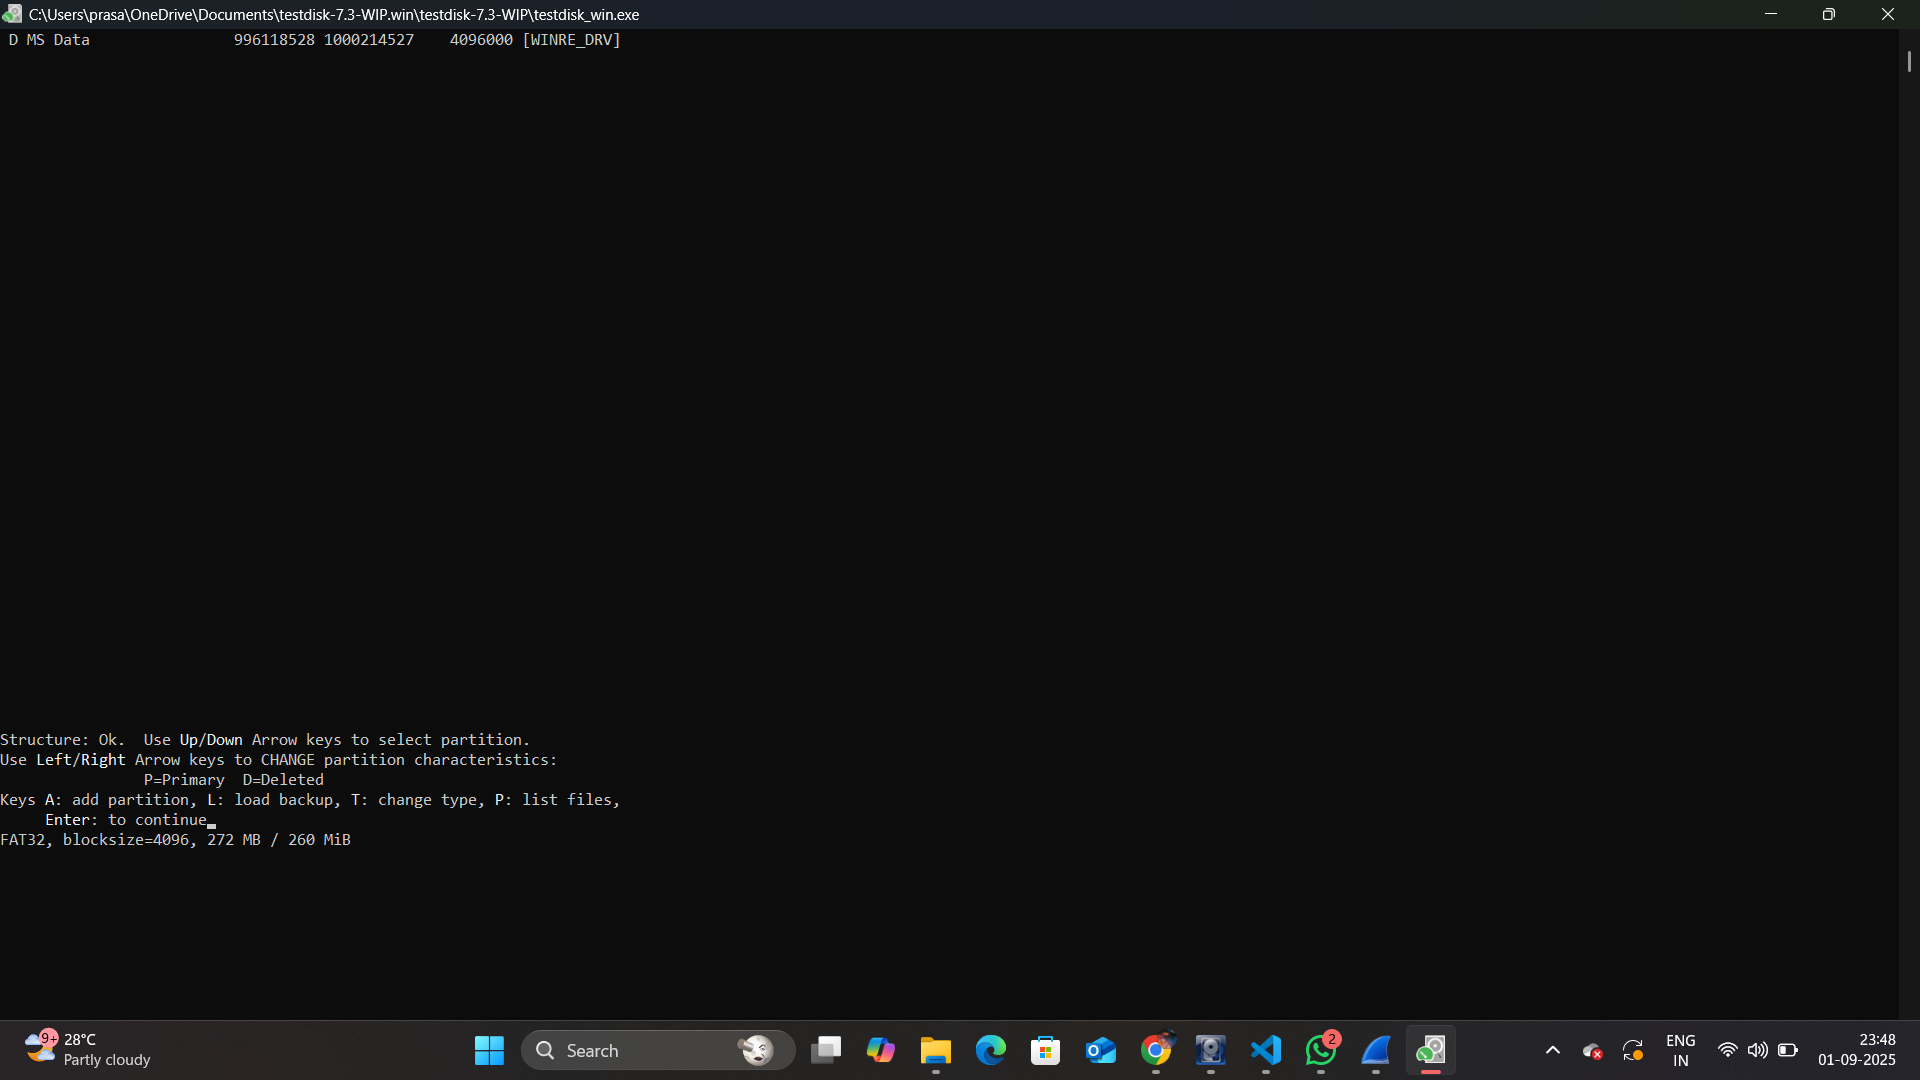 C:\Users\prasa\OneDrive\Documents\testdisk-7.3-WIP.win\testdisk-7.3-WIP\testdisk_win.exe
D MS Data 996118528 1000214527 4096000 [WINRE_DRV]
Structure: Ok. Use Up/Down Arrow keys to select partition.
Use Left/Right Arrow keys to CHANGE partition characteristics:
P=Primary D=Deleted
Keys A: add partition, L: load backup, T: change type, P: list files,
Enter: to continue_
FAT32, blocksize=4096, 272 MB / 260 MiB
9+
28°C
Partly cloudy
Search
2
ENG
IN
23:48
01-09-2025